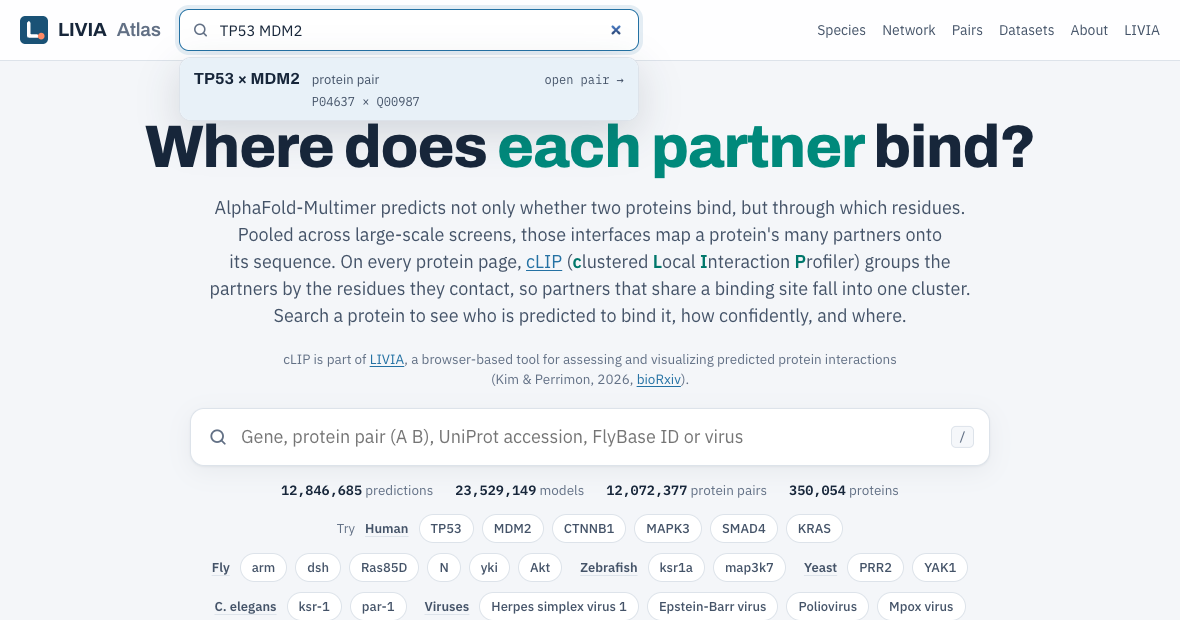 LIVIA Atlas
TP53 MDM2
Species Network Pairs Datasets About LIVIA
TP53 × MDM2 protein pair open pair →
P04637 × Q00987
Where does each partner bind?
AlphaFold-Multimer predicts not only whether two proteins bind, but through which residues.
Pooled across large-scale screens, those interfaces map a protein's many partners onto
its sequence. On every protein page, cLIP (clustered Local Interaction Profiler) groups the
partners by the residues they contact, so partners that share a binding site fall into one cluster.
Search a protein to see who is predicted to bind it, how confidently, and where.
cLIP is part of LIVIA, a browser-based tool for assessing and visualizing predicted protein interactions
(Kim & Perrimon, 2026, bioRxiv).
Gene, protein pair (A B), UniProt accession, FlyBase ID or virus /
12,846,685 predictions 23,529,149 models 12,072,377 protein pairs 350,054 proteins
Try Human TP53 MDM2 CTNNB1 MAPK3 SMAD4 KRAS
Fly arm dsh Ras85D N yki Akt Zebrafish ksr1a map3k7 Yeast PRR2 YAK1
C. elegans ksr-1 par-1 Viruses Herpes simplex virus 1 Epstein-Barr virus Poliovirus Mpox virus